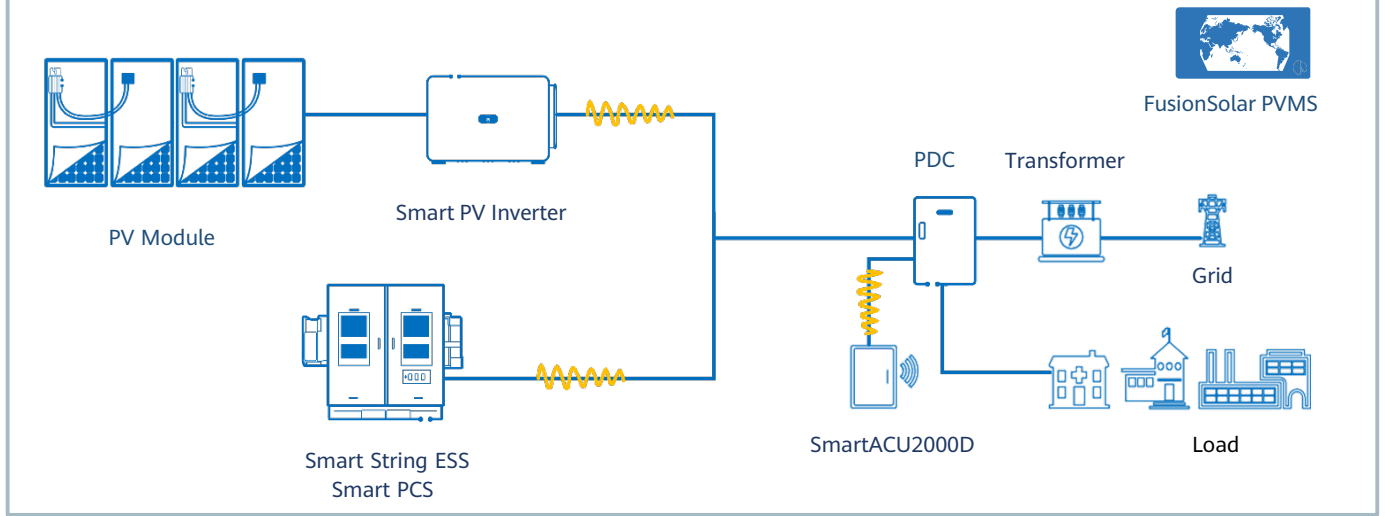 FusionSolar PVMS
PDC
Transformer
Smart PV Inverter
PV Module
Grid
SmartACU2000D
Load
Smart String ESS
Smart PCS